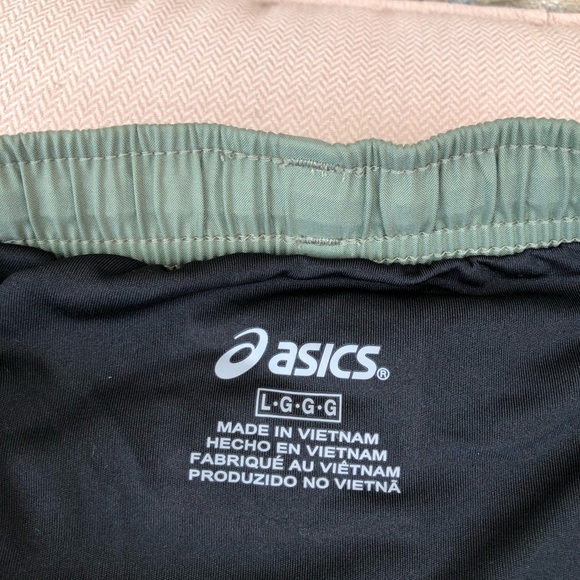 asics®
L·G·G·G
MADE IN VIETNAM
HECHO EN VIETNAM
FABRIQUÉ AU VIÊTNAM
PRODUZIDO NO VIETNÃ